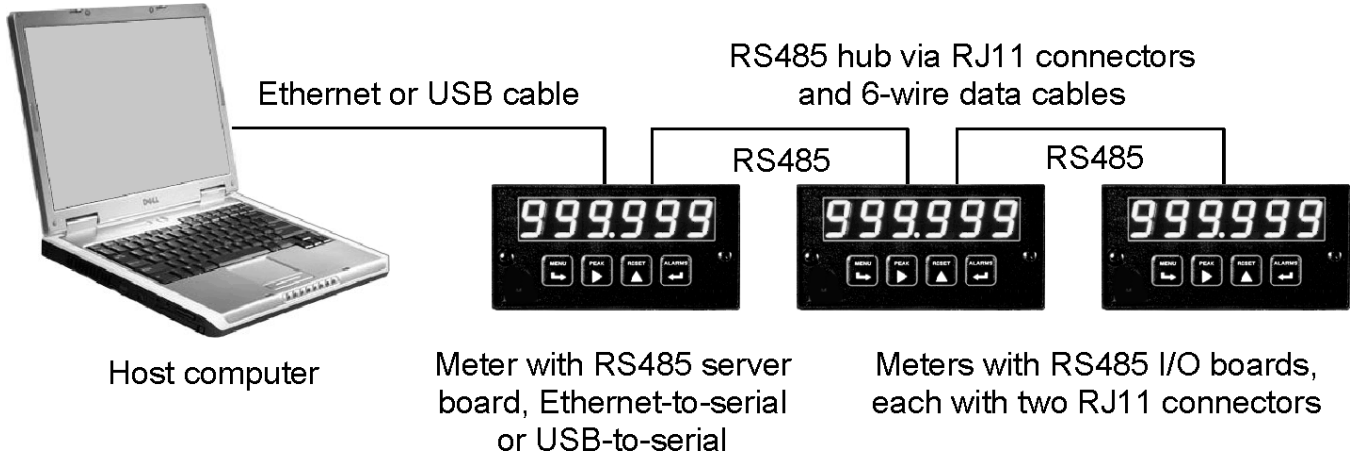 RS485 hub via RJ11 connectors
and 6-wire data cables
Ethernet or USB cable
RS485
RS485
DELL
999.999
999.999
999.999
MENU PEAK RESET ALARMS
MENU PEAK RESET ALARMS
MENU PEAK RESET ALARMS
Host computer
Meter with RS485 server
board, Ethernet-to-serial
or USB-to-serial
Meters with RS485 I/O boards,
each with two RJ11 connectors